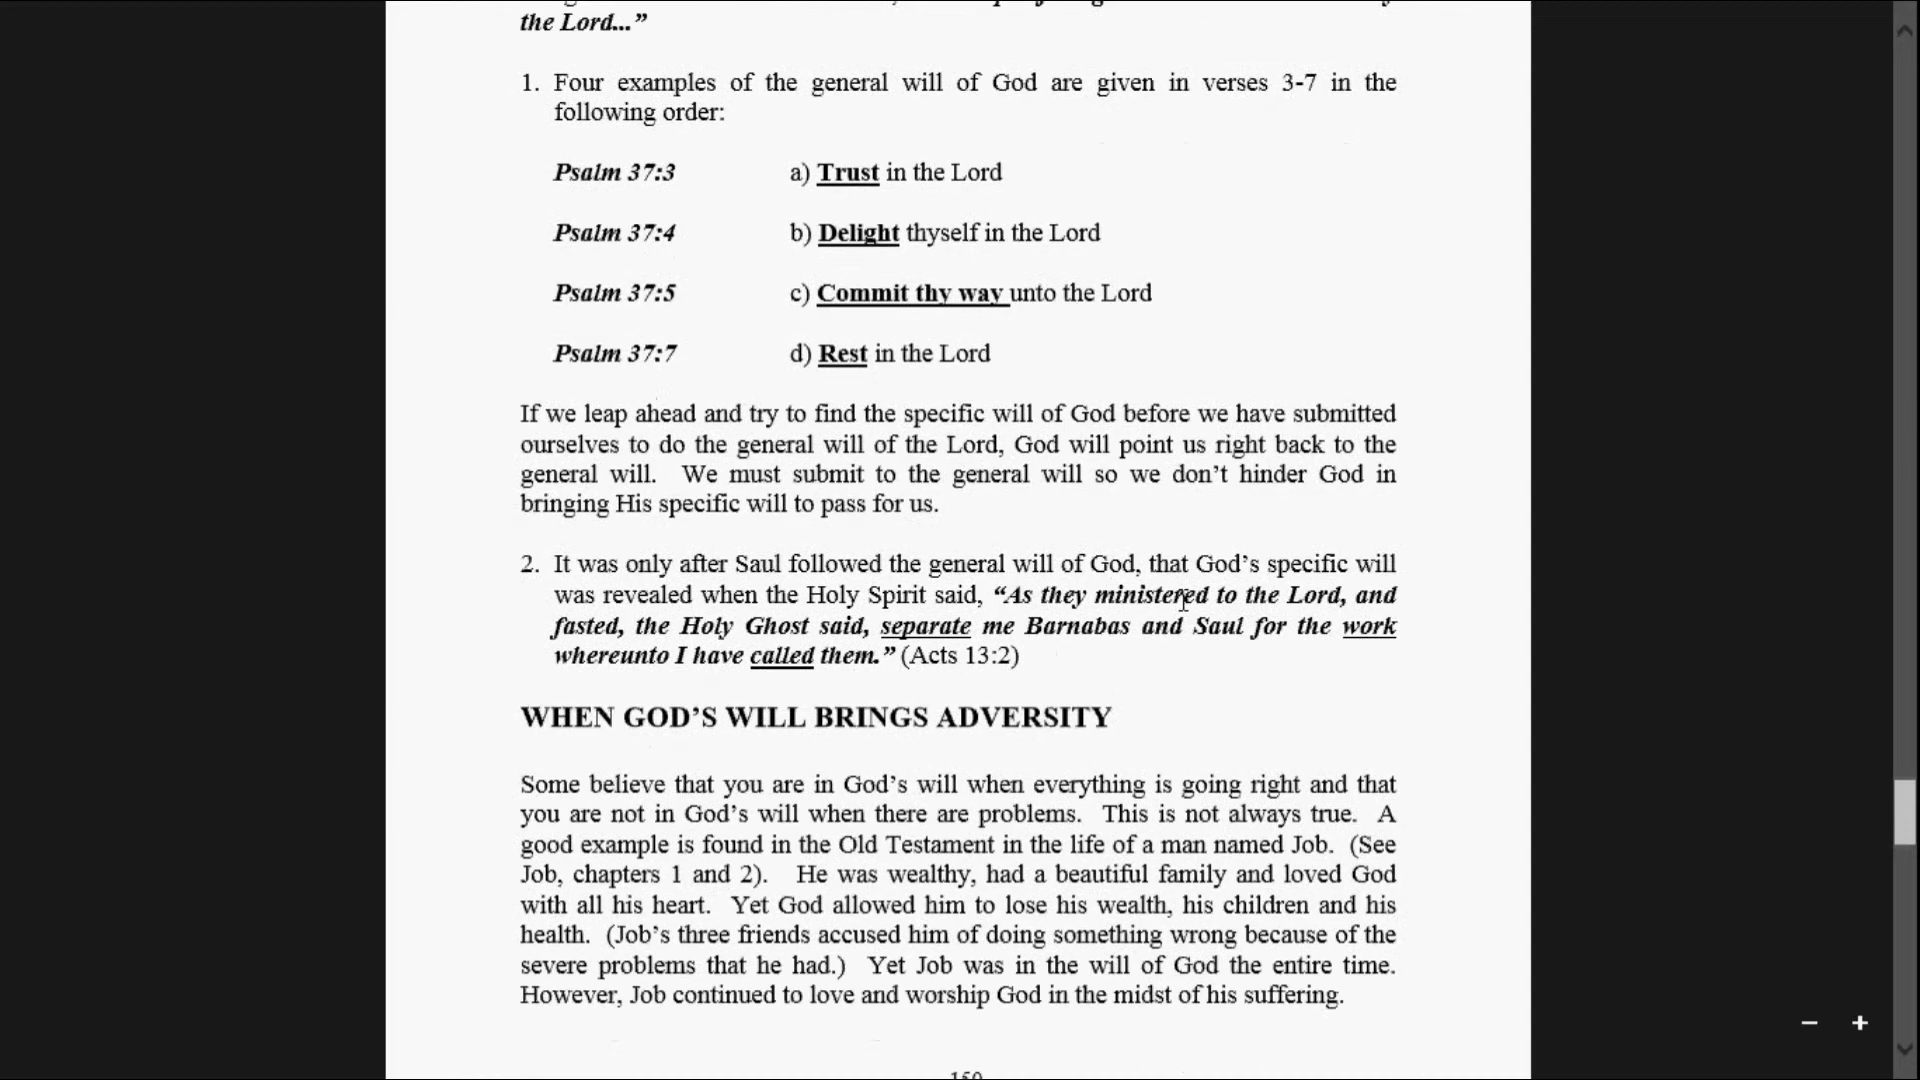 the Lord...”
1. Four examples of the general will of God are given in verses 3-7 in the
following order:
Psalm 37:3 a) Trust in the Lord
Psalm 37:4 b) Delight thyself in the Lord
Psalm 37:5 c) Commit thy way unto the Lord
Psalm 37:7 d) Rest in the Lord
If we leap ahead and try to find the specific will of God before we have submitted
ourselves to do the general will of the Lord, God will point us right back to the
general will. We must submit to the general will so we don’t hinder God in
bringing His specific will to pass for us.
2. It was only after Saul followed the general will of God, that God’s specific will
was revealed when the Holy Spirit said, “As they ministered to the Lord, and
fasted, the Holy Ghost said, separate me Barnabas and Saul for the work
whereunto I have called them.” (Acts 13:2)
WHEN GOD’S WILL BRINGS ADVERSITY
Some believe that you are in God’s will when everything is going right and that
you are not in God’s will when there are problems. This is not always true. A
good example is found in the Old Testament in the life of a man named Job. (See
Job, chapters 1 and 2). He was wealthy, had a beautiful family and loved God
with all his heart. Yet God allowed him to lose his wealth, his children and his
health. (Job’s three friends accused him of doing something wrong because of the
severe problems that he had.) Yet Job was in the will of God the entire time.
However, Job continued to love and worship God in the midst of his suffering.